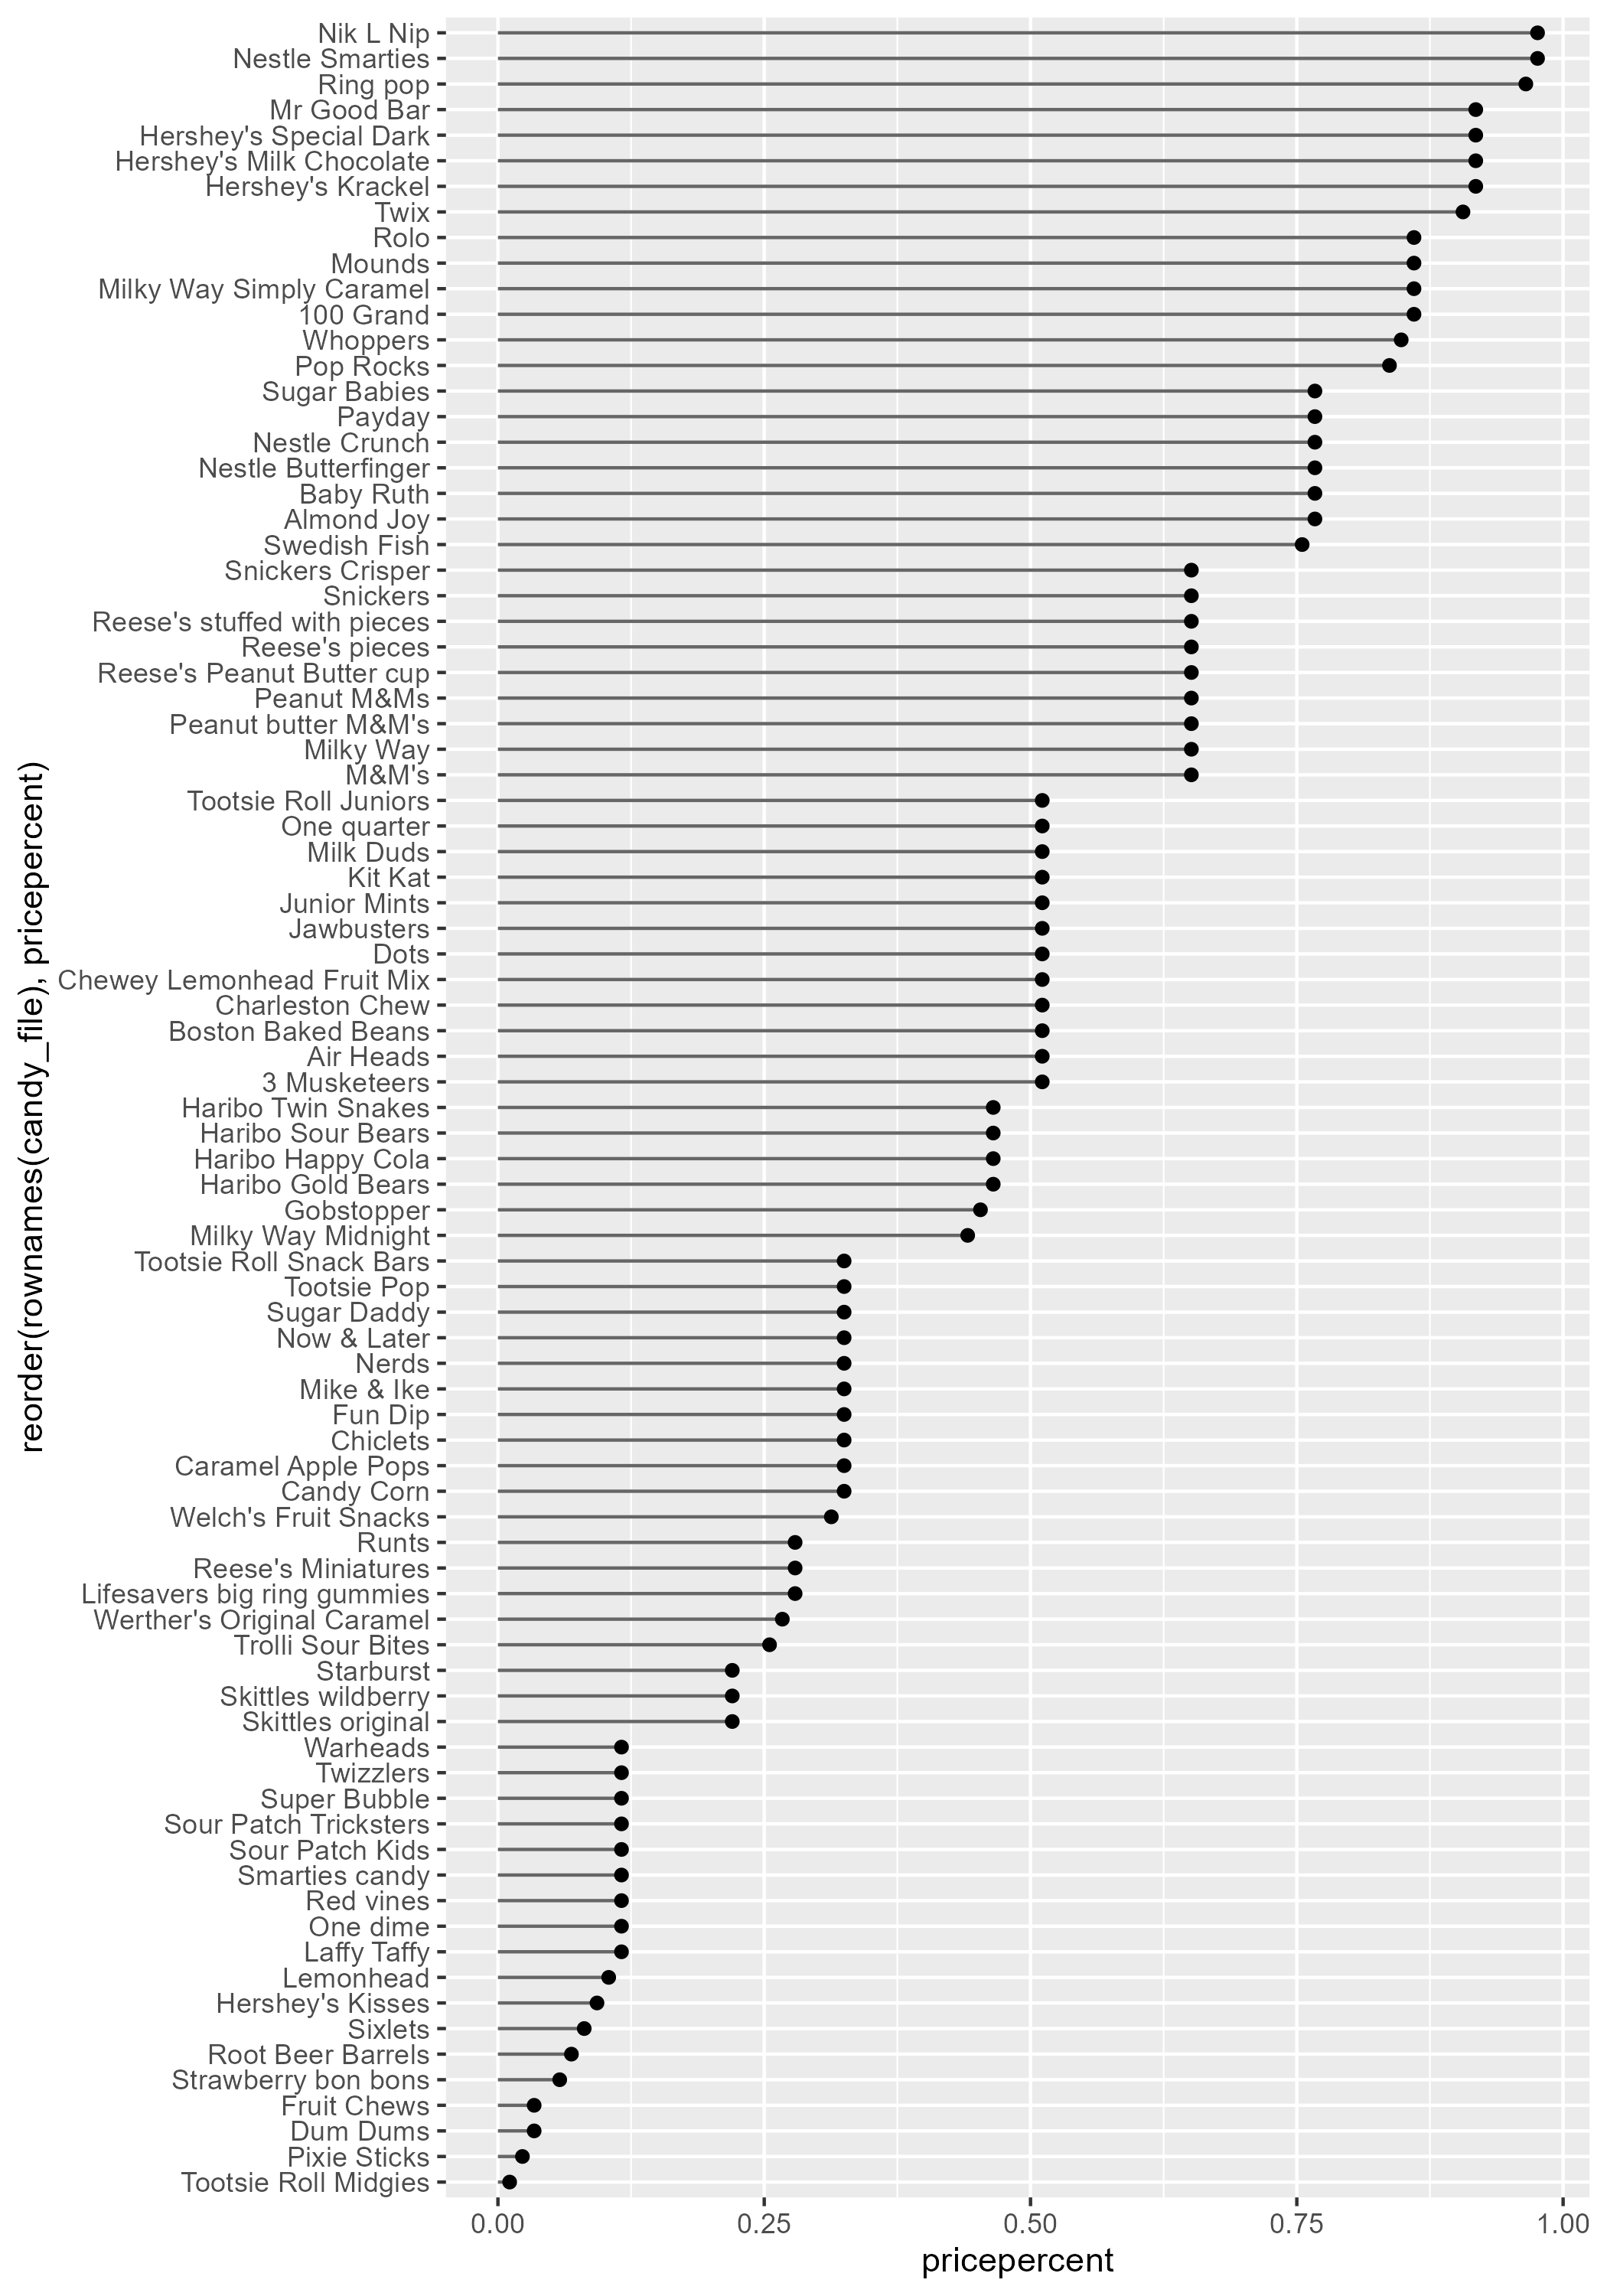 Nik L Nip
Nestle Smarties
Ring pop
Mr Good Bar
Hershey's Special Dark
Hershey's Milk Chocolate
Hershey's Krackel
Twix
Rolo
Mounds
Milky Way Simply Caramel
100 Grand
Whoppers
Pop Rocks
Sugar Babies
Payday
Nestle Crunch
Nestle Butterfinger
Baby Ruth
Almond Joy
Swedish Fish
Snickers Crisper
Snickers
Reese's stuffed with pieces
Reese's pieces
Reese's Peanut Butter cup
Peanut M&Ms
Peanut butter M&M's
Milky Way
M&M's
Tootsie Roll Juniors
One quarter
Milk Duds
Kit Kat
Junior Mints
Jawbusters
Dots
Chewey Lemonhead Fruit Mix
Charleston Chew
Boston Baked Beans
Air Heads
3 Musketeers
Haribo Twin Snakes
Haribo Sour Bears
Haribo Happy Cola
Haribo Gold Bears
Gobstopper
Milky Way Midnight
Tootsie Roll Snack Bars
Tootsie Pop
Sugar Daddy
Now & Later
Nerds
Mike & Ike
Fun Dip
Chiclets
Caramel Apple Pops
Candy Corn
Welch's Fruit Snacks
Runts
Reese's Miniatures
Lifesavers big ring gummies
Werther's Original Caramel
Trolli Sour Bites
Starburst
Skittles wildberry
Skittles original
Warheads
Twizzlers
Super Bubble
Sour Patch Tricksters
Sour Patch Kids
Smarties candy
Red vines
One dime
Laffy Taffy
Lemonhead
Hershey's Kisses
Sixlets
Root Beer Barrels
Strawberry bon bons
Fruit Chews
Dum Dums
Pixie Sticks
Tootsie Roll Midgies
reorder(rownames(candy_file), pricepercent)
0.00 0.25 0.50 0.75 1.00
pricepercent